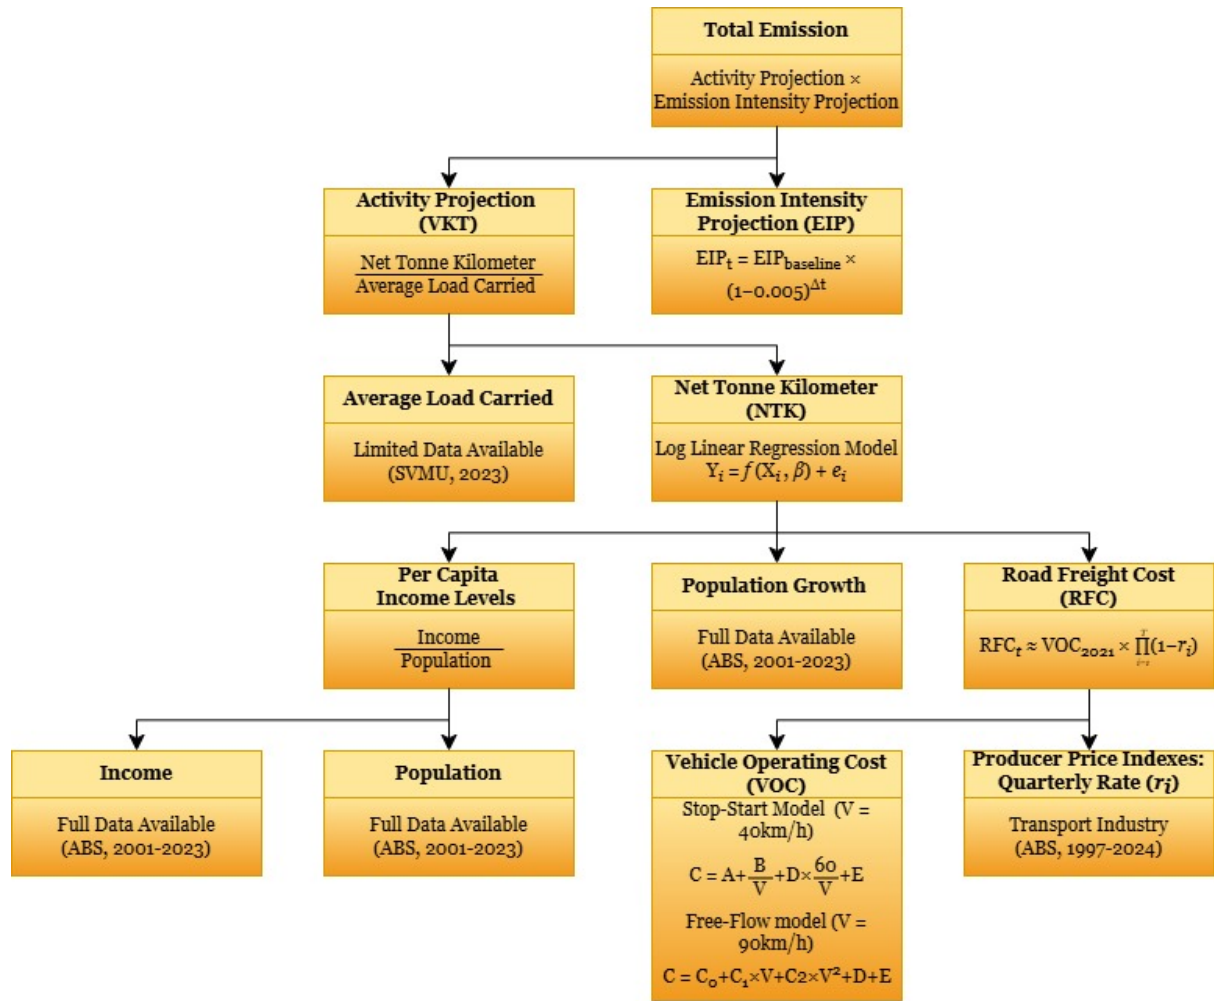 Total Emission
Activity Projection ×
Emission Intensity Projection
Activity Projection
(VKT)
Net Tonne Kilometer
Average Load Carried
Emission Intensity
Projection (EIP)
EIPₜ = EIP_baseline ×
(1–0.005)^Δt
Average Load Carried
Limited Data Available
(SVMU, 2023)
Net Tonne Kilometer
(NTK)
Log Linear Regression Model
Yᵢ = f(Xᵢ, β) + eᵢ
Per Capita
Income Levels
Income
Population
Population Growth
Full Data Available
(ABS, 2001-2023)
Road Freight Cost
(RFC)
RFCₜ ≈ VOC₂₀₂₁ × ∏(1–rᵢ)
Income
Full Data Available
(ABS, 2001-2023)
Population
Full Data Available
(ABS, 2001-2023)
Vehicle Operating Cost
(VOC)
Stop-Start Model (V =
40km/h)
C = A+B/V+D×60/V+E
Free-Flow model (V =
90km/h)
C = C₀+C₁×V+C2×V²+D+E
Producer Price Indexes:
Quarterly Rate (rᵢ)
Transport Industry
(ABS, 1997-2024)